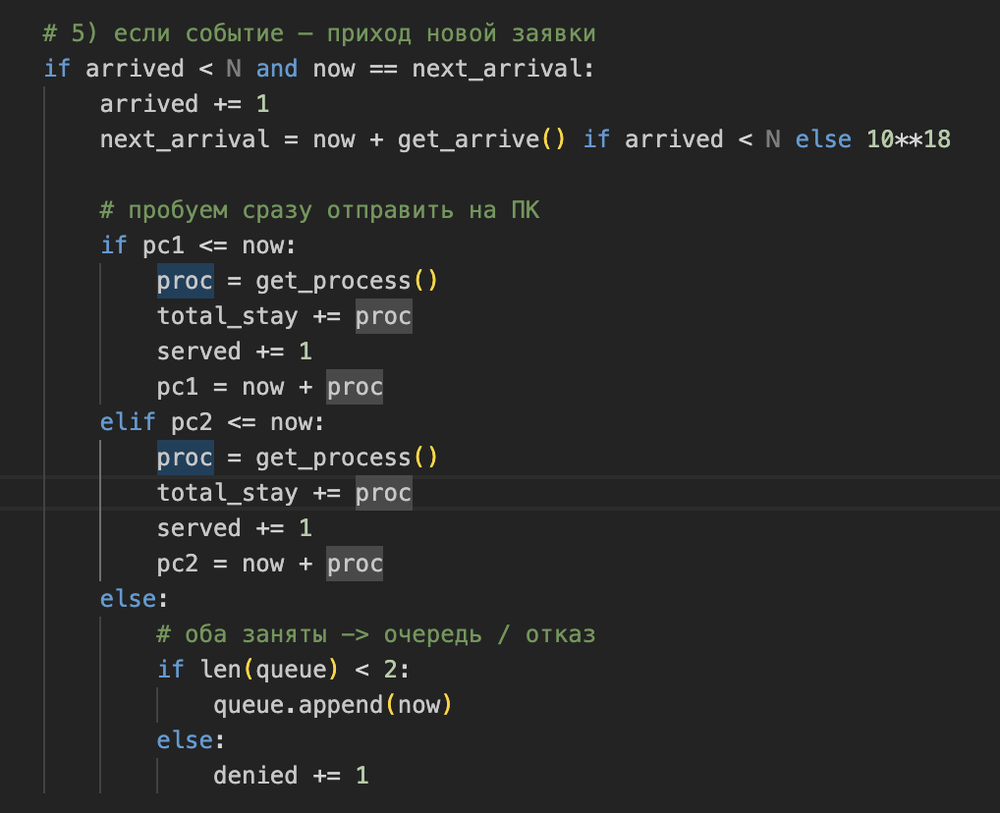 # 5) если событие — приход новой заявки
if arrived < N and now == next_arrival:
    arrived += 1
    next_arrival = now + get_arrive() if arrived < N else 10**18
    # пробуем сразу отправить на ПК
    if pc1 <= now:
        proc = get_process()
        total_stay += proc
        served += 1
        pc1 = now + proc
    elif pc2 <= now:
        proc = get_process()
        total_stay += proc
        served += 1
        pc2 = now + proc
    else:
        # оба заняты -> очередь / отказ
        if len(queue) < 2:
            queue.append(now)
        else:
            denied += 1